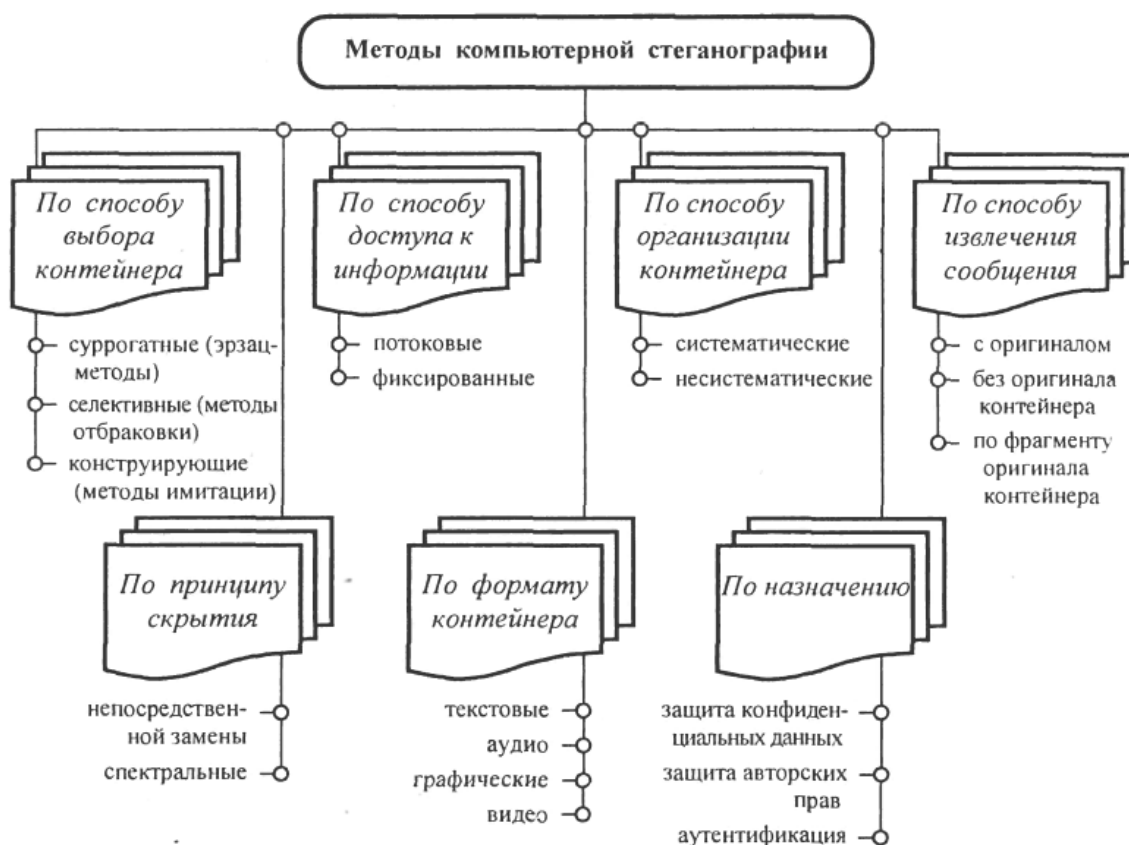 Методы компьютерной стеганографии
По способу
выбора
контейнера
суррогатные (эрзац-
методы)
селективные (методы
отбраковки)
конструирующие
(методы имитации)
По способу
доступа к
информации
потоковые
фиксированные
По способу
организации
контейнера
систематические
несистематические
По способу
извлечения
сообщения
с оригиналом
без оригинала
контейнера
по фрагменту
оригинала
контейнера
По принципу
скрытия
непосредствен-
ной замены
спектральные
По формату
контейнера
текстовые
аудио
графические
видео
По назначению
защита конфиден-
циальных данных
защита авторских
прав
аутентификация